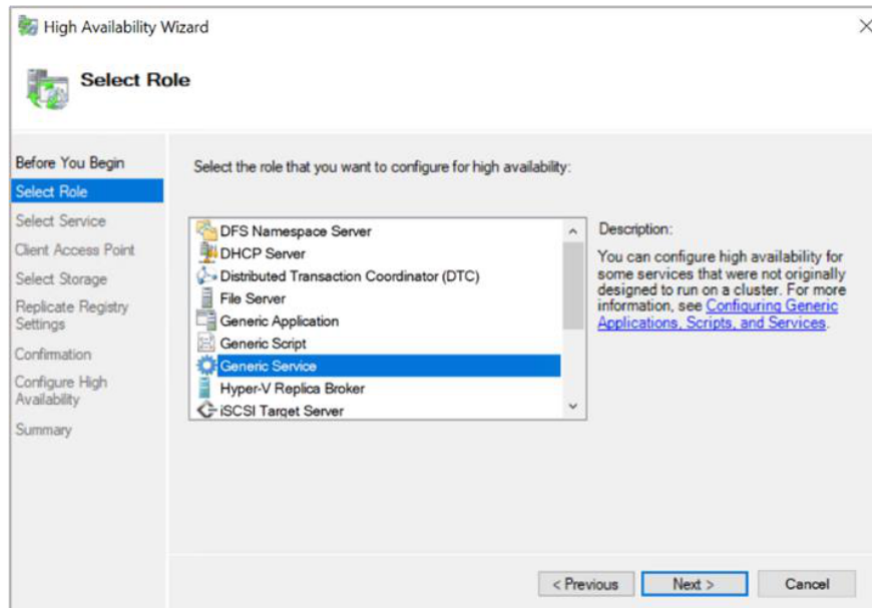 High Availability Wizard
Select Role
Before You Begin
Select Role
Select Service
Client Access Point
Select Storage
Replicate Registry
Settings
Confirmation
Configure High
Availability
Summary
Select the role that you want to configure for high availability:
DFS Namespace Server
DHCP Server
Distributed Transaction Coordinator (DTC)
File Server
Generic Application
Generic Script
Generic Service
Hyper-V Replica Broker
iSCSI Target Server
Description:
You can configure high availability for
some services that were not originally
designed to run on a cluster. For more
information, see Configuring Generic
Applications, Scripts, and Services.
< Previous
Next >
Cancel